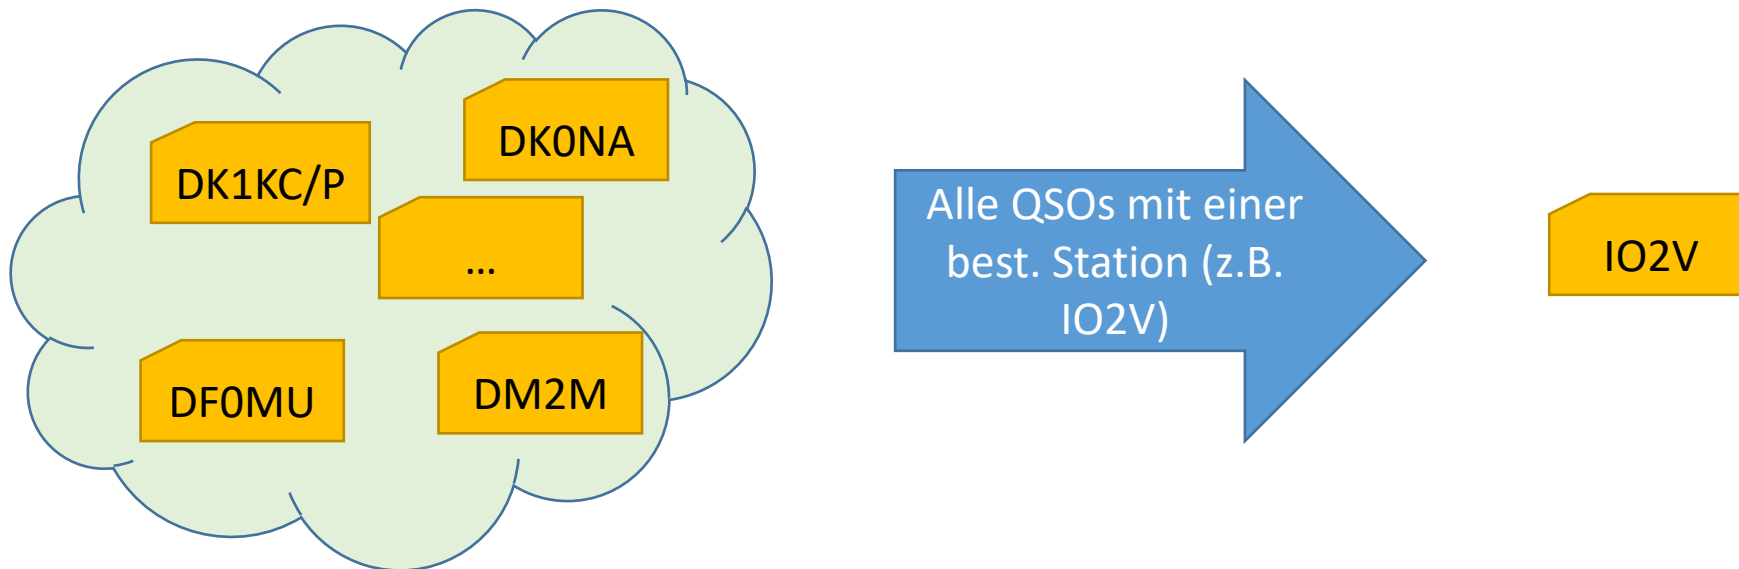 DK0NA
DK1KC/P
...
DF0MU
DM2M
Alle QSOs mit einer
best. Station (z.B.
IO2V)
IO2V